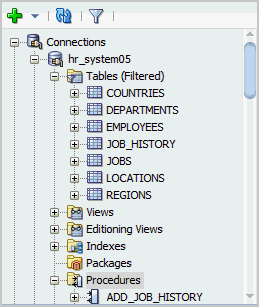 Connections
hr_system05
Tables (Filtered)
COUNTRIES
DEPARTMENTS
EMPLOYEES
JOB_HISTORY
JOBS
LOCATIONS
REGIONS
Views
Editioning Views
Indexes
Packages
Procedures
ADD_JOB_HISTORY